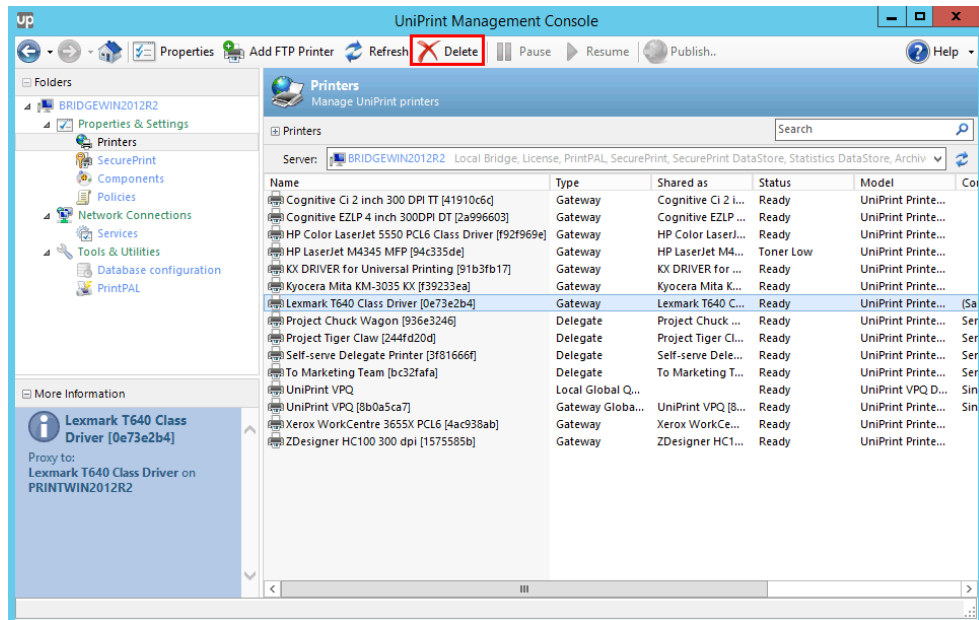 UP UniPrint Management Console
Properties Add FTP Printer Refresh Delete Pause Resume Publish.. Help
Folders
BRIDGEWIN2012R2
Properties & Settings
Printers
SecurePrint
Components
Policies
Network Connections
Services
Tools & Utilities
Database configuration
PrintPAL
More Information
Lexmark T640 Class
Driver [0e73e2b4]
Proxy to:
Lexmark T640 Class Driver on
PRINTWIN2012R2
Printers
Manage UniPrint printers
Printers Search
Server: BRIDGEWIN2012R2 Local Bridge, License, PrintPAL, SecurePrint, SecurePrint DataStore, Statistics DataStore, Archiv
Name Type Shared as Status Model Co
Cognitive Ci 2 inch 300 DPI TT [41910c6c] Gateway Cognitive Ci 2 i... Ready UniPrint Printe...
Cognitive EZLP 4 inch 300DPI DT [2a996603] Gateway Cognitive EZLP ... Ready UniPrint Printe...
HP Color LaserJet 5550 PCL6 Class Driver [f92f969e] Gateway HP Color LaserJ... Ready UniPrint Printe...
HP LaserJet M4345 MFP [94c335de] Gateway HP LaserJet M4... Toner Low UniPrint Printe...
KX DRIVER for Universal Printing [91b3fb17] Gateway KX DRIVER for ... Ready UniPrint Printe...
Kyocera Mita KM-3035 KX [f39233ea] Gateway Kyocera Mita K... Ready UniPrint Printe...
Lexmark T640 Class Driver [0e73e2b4] Gateway Lexmark T640 C... Ready UniPrint Printe... (Sa
Project Chuck Wagon [936e3246] Delegate Project Chuck ... Ready UniPrint Printe... Ser
Project Tiger Claw [244fd20d] Delegate Project Tiger Cl... Ready UniPrint Printe... Ser
Self-serve Delegate Printer [3f81666f] Delegate Self-serve Dele... Ready UniPrint Printe... Ser
To Marketing Team [bc32fafa] Delegate To Marketing T... Ready UniPrint Printe... Ser
UniPrint VPQ Local Global Q... Ready UniPrint VPQ D... Sin
UniPrint VPQ [8b0a5ca7] Gateway Globa... UniPrint VPQ [8... Ready UniPrint Printe... Sin
Xerox WorkCentre 3655X PCL6 [4ac938ab] Gateway Xerox WorkCe... Ready UniPrint Printe...
ZDesigner HC100 300 dpi [1575585b] Gateway ZDesigner HC1... Ready UniPrint Printe...